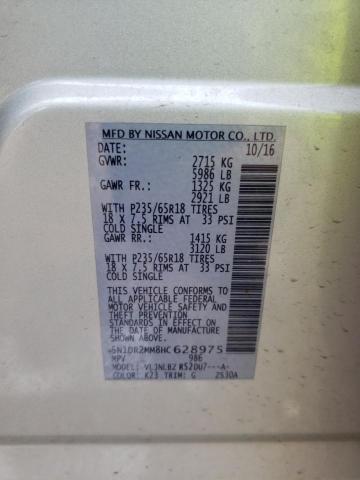 MFD BY NISSAN MOTOR CO., LTD.
DATE: 10/16
GVWR: 2715 KG
5986 LB
GAWR FR: 1325 KG
2921 LB
WITH P235/65R18 TIRES
18 X 7.5 RIMS AT 33 PSI
COLD SINGLE
GAWR RR: 1415 KG
3120 LB
WITH P235/65R18 TIRES
18 X 7.5 RIMS AT 33 PSI
COLD SINGLE
THIS VEHICLE CONFORMS TO ALL
APPLICABLE FEDERAL MOTOR
VEHICLE SAFETY STANDARDS
IN EFFECT ON THE
DATE OF MANUFACTURE
SHOWN ABOVE.
5N1DR2MM8HC628975
MPV 986
MODEL: R52DU7---A-
COLOR: K23 TRIM: G 2530A